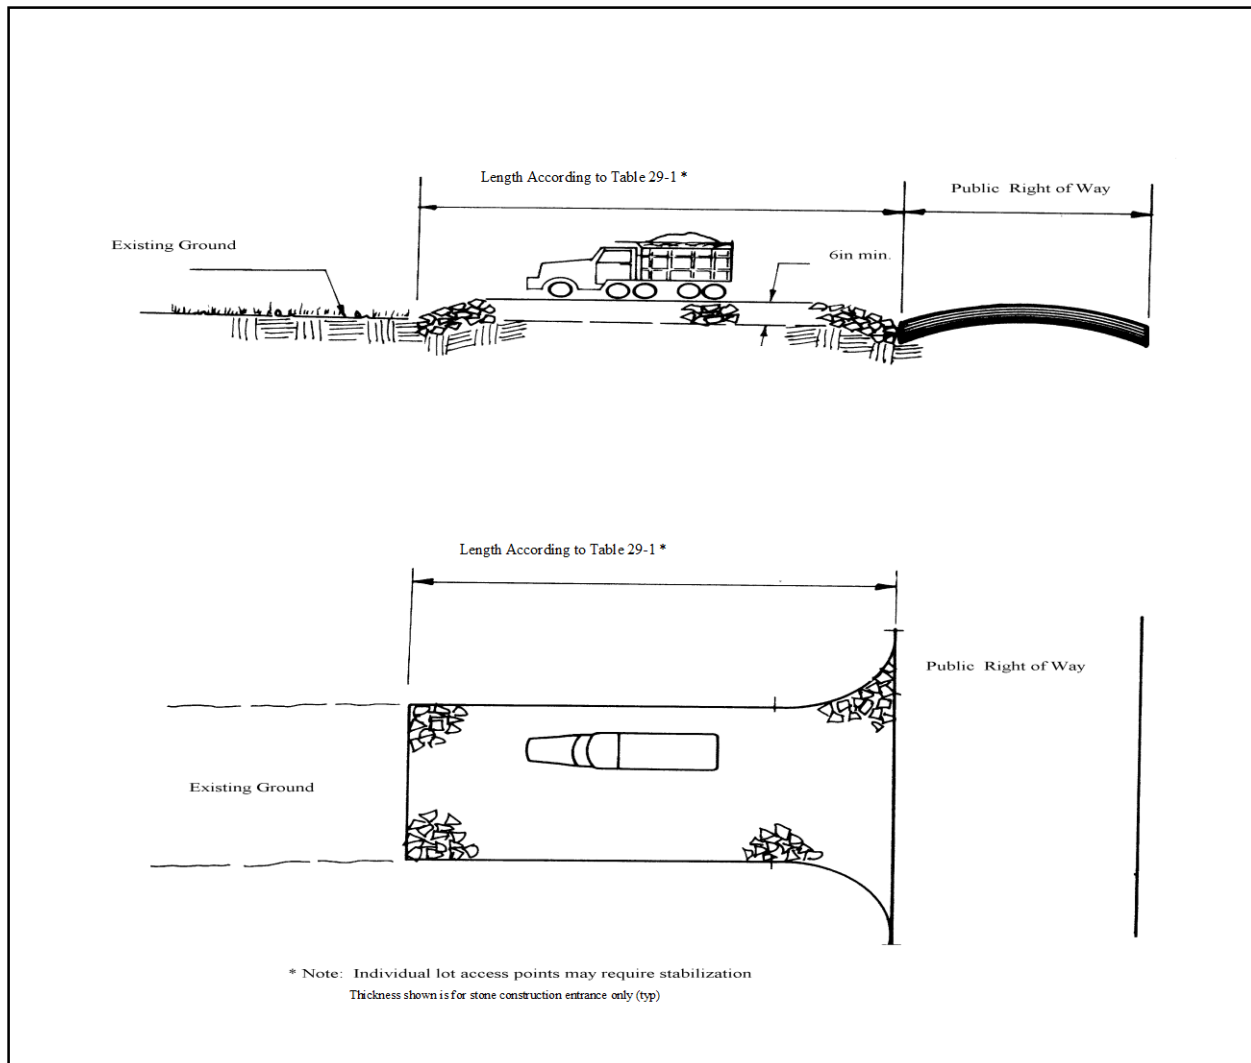 Length According to Table 29-1 *
Public Right of Way
Existing Ground
6in min.
Length According to Table 29-1 *
Public Right of Way
Existing Ground
* Note: Individual lot access points may require stabilization
Thickness shown is for stone construction entrance only (typ)